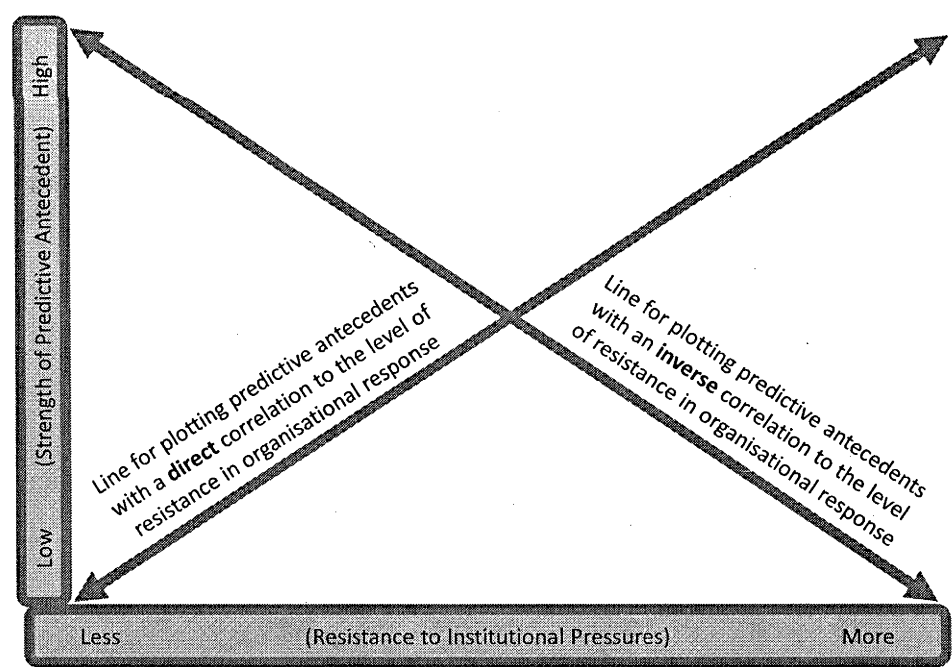 High
(Strength of Predictive Antecedent)
Low
Line for plotting predictive antecedents
with a direct correlation to the level of
resistance in organisational response
Line for plotting predictive antecedents
with an inverse correlation to the level
of resistance in organisational response
Less (Resistance to Institutional Pressures) More